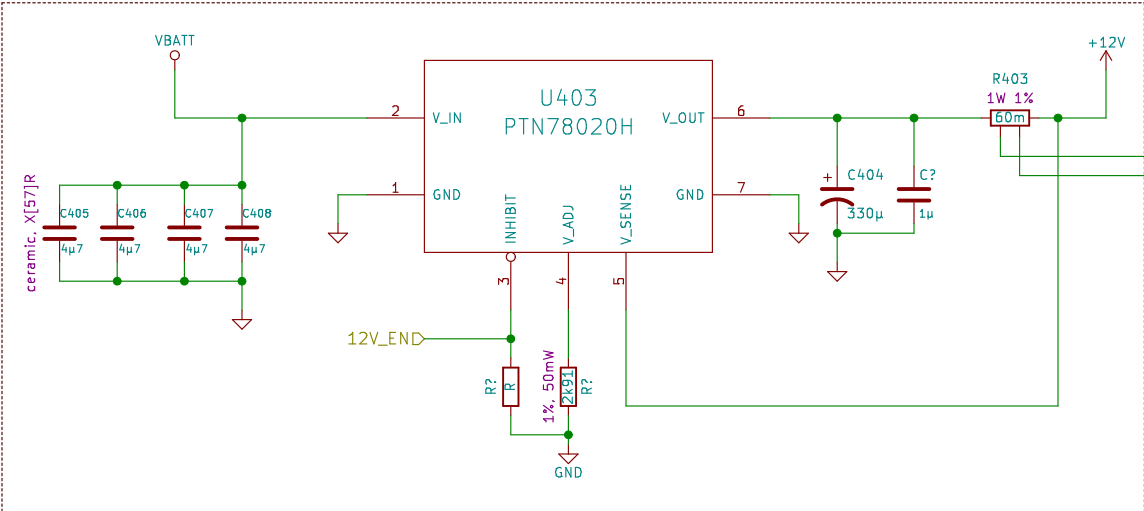 VBATT
+12V
R403
1W 1%
60m
U403
PTN78020H
2
V_IN
V_OUT
6
1
GND
GND
7
INHIBIT
V_ADJ
V_SENSE
3
4
5
ceramic, X[57]R
C405
4µ7
C406
4µ7
C407
4µ7
C408
4µ7
+
C404
330µ
C?
1µ
12V_EN
R?
R
1%, 50mW
2k91
R?
GND